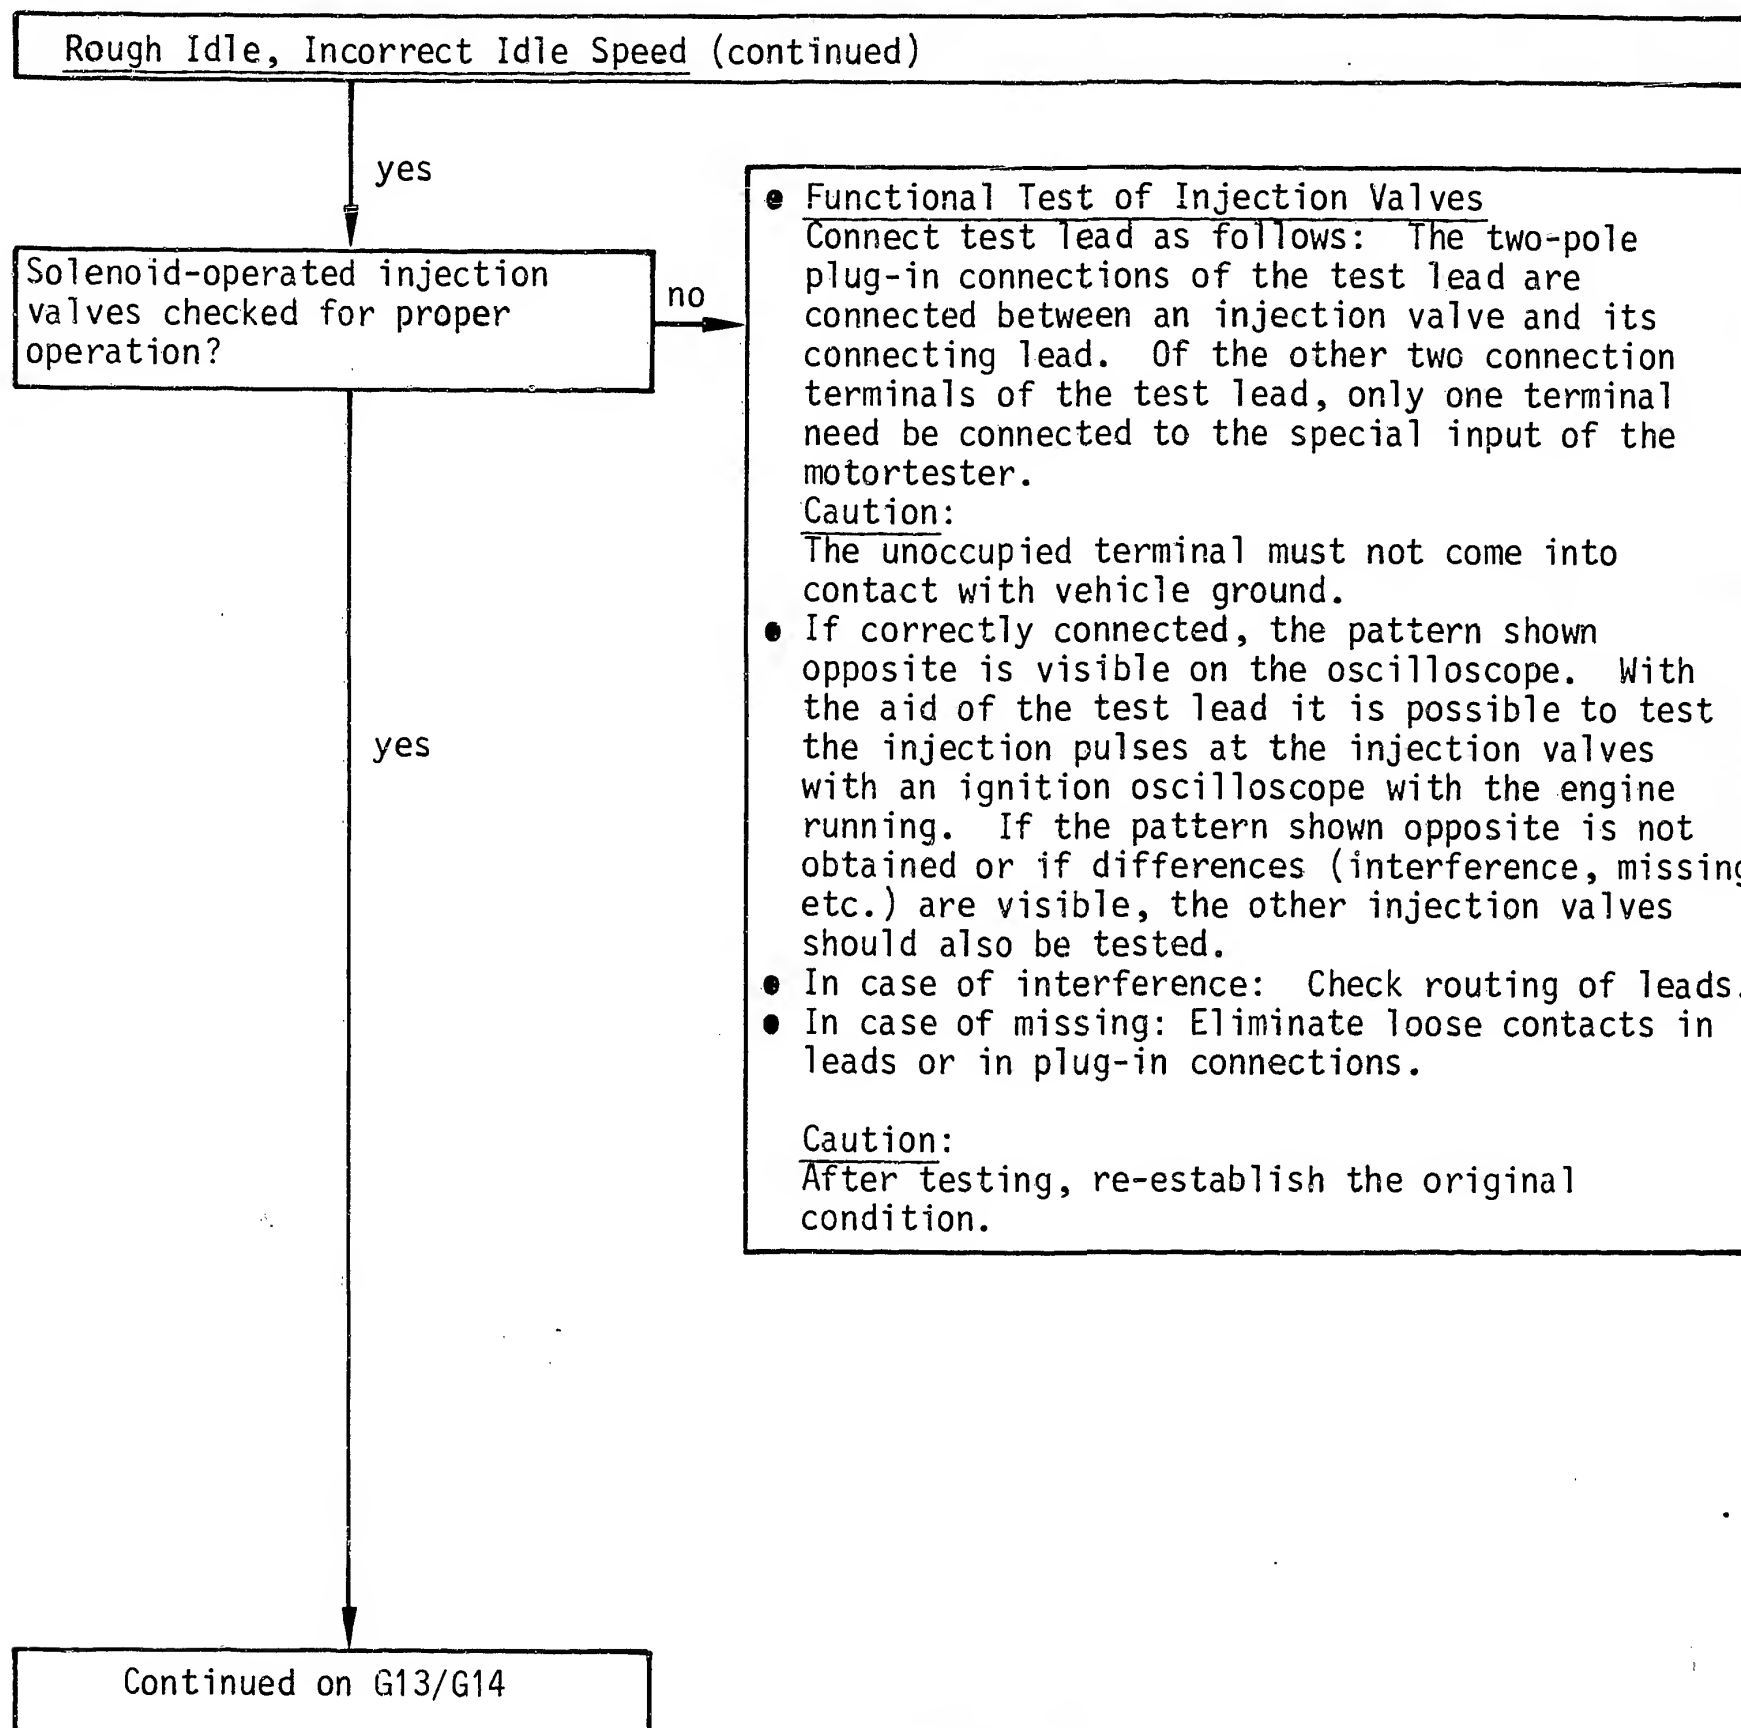 Rough Idle, Incorrect Idle Speed (continued)
yes
Solenoid-operated injection
valves checked for proper
operation?
no
● Functional Test of Injection Valves
Connect test lead as follows: The two-pole
plug-in connections of the test lead are
connected between an injection valve and its
connecting lead. Of the other two connection
terminals of the test lead, only one terminal
need be connected to the special input of the
motortester.
Caution:
The unoccupied terminal must not come into
contact with vehicle ground.
● If correctly connected, the pattern shown
opposite is visible on the oscilloscope. With
the aid of the test lead it is possible to test
the injection pulses at the injection valves
with an ignition oscilloscope with the engine
running. If the pattern shown opposite is not
obtained or if differences (interference, missing
etc.) are visible, the other injection valves
should also be tested.
● In case of interference: Check routing of leads.
● In case of missing: Eliminate loose contacts in
leads or in plug-in connections.
Caution:
After testing, re-establish the original
condition.
yes
Continued on G13/G14